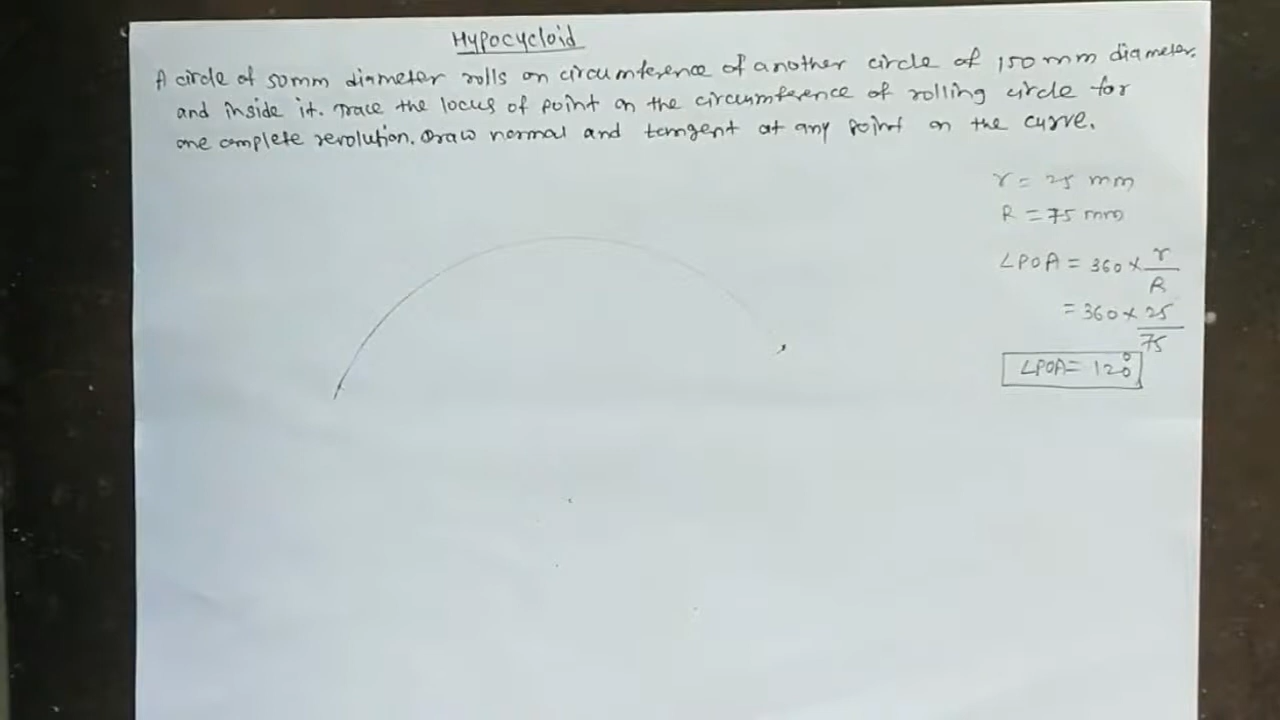 Hypocycloid
A circle of 50mm diameter rolls on circumference of another circle of 150 mm diameter.
and inside it. Trace the locus of point on the circumference of rolling circle for
one complete revolution. Draw normal and tangent at any point on the curve.
r = 25 mm
R = 75 mm
∠POA = 360 × r/R
= 360 × 25/75
∠POA = 120°